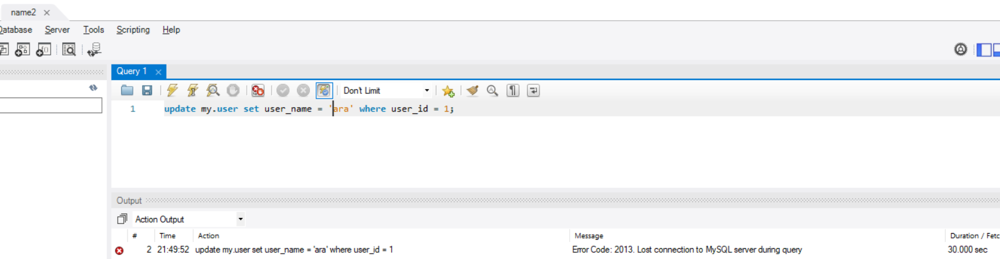 name2
Database Server Tools Scripting Help
Query 1
Don't Limit
1 update my.user set user_name = 'ara' where user_id = 1;
Output
Action Output
# Time Action Message Duration / Fetc
2 21:49:52 update my.user set user_name = 'ara' where user_id = 1 Error Code: 2013. Lost connection to MySQL server during query 30.000 sec